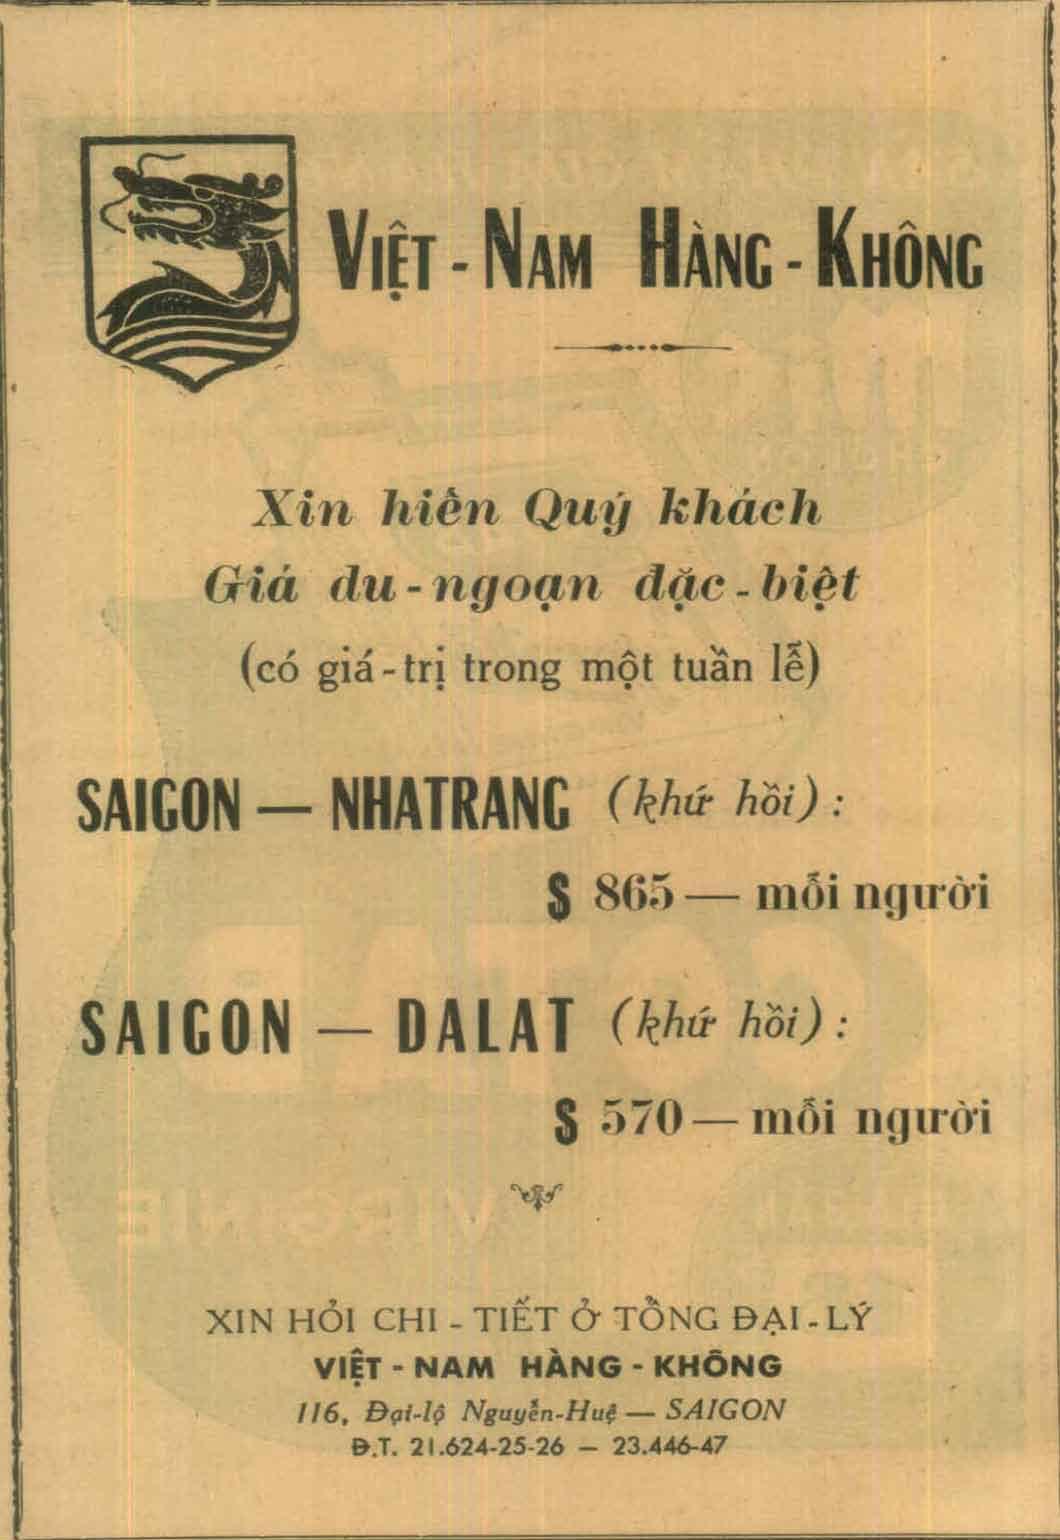 VIỆT - NAM HÀNG - KHÔNG
Xin hiến Quý khách
Giá du - ngoạn đặc - biệt
(có giá - trị trong một tuần lễ)
SAIGON — NHATRANG (khứ hồi) :
$ 865 — mỗi người
SAIGON — DALAT (khứ hồi) :
$ 570 — mỗi người
XIN HỎI CHI - TIẾT Ở TỔNG ĐẠI - LÝ
VIỆT - NAM HÀNG - KHÔNG
116, Đại-lộ Nguyễn-Huệ — SAIGON
Đ.T. 21.624-25-26 — 23.446-47